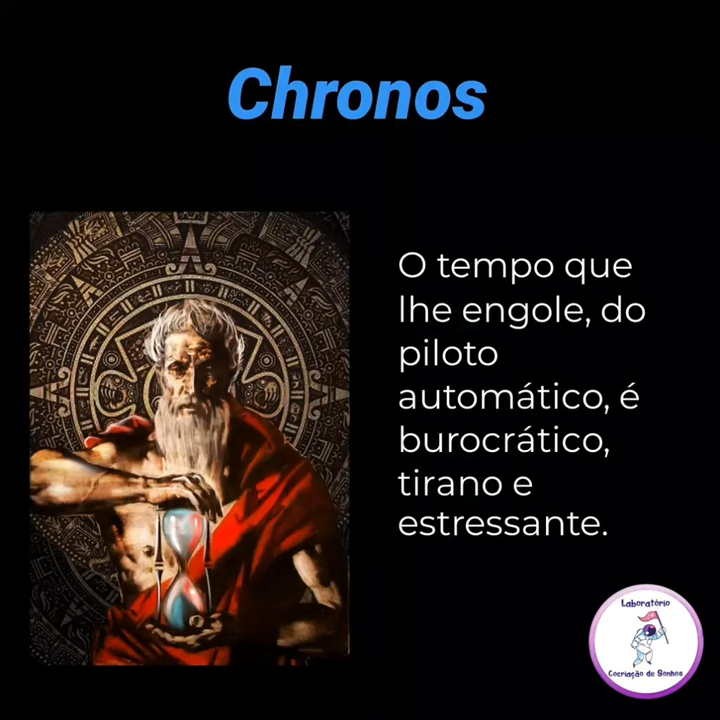 Chronos
O tempo que
lhe engole, do
piloto
automático, é
burocrático,
tirano e
estressante.
Laboratório
Cocriação de Sonhos